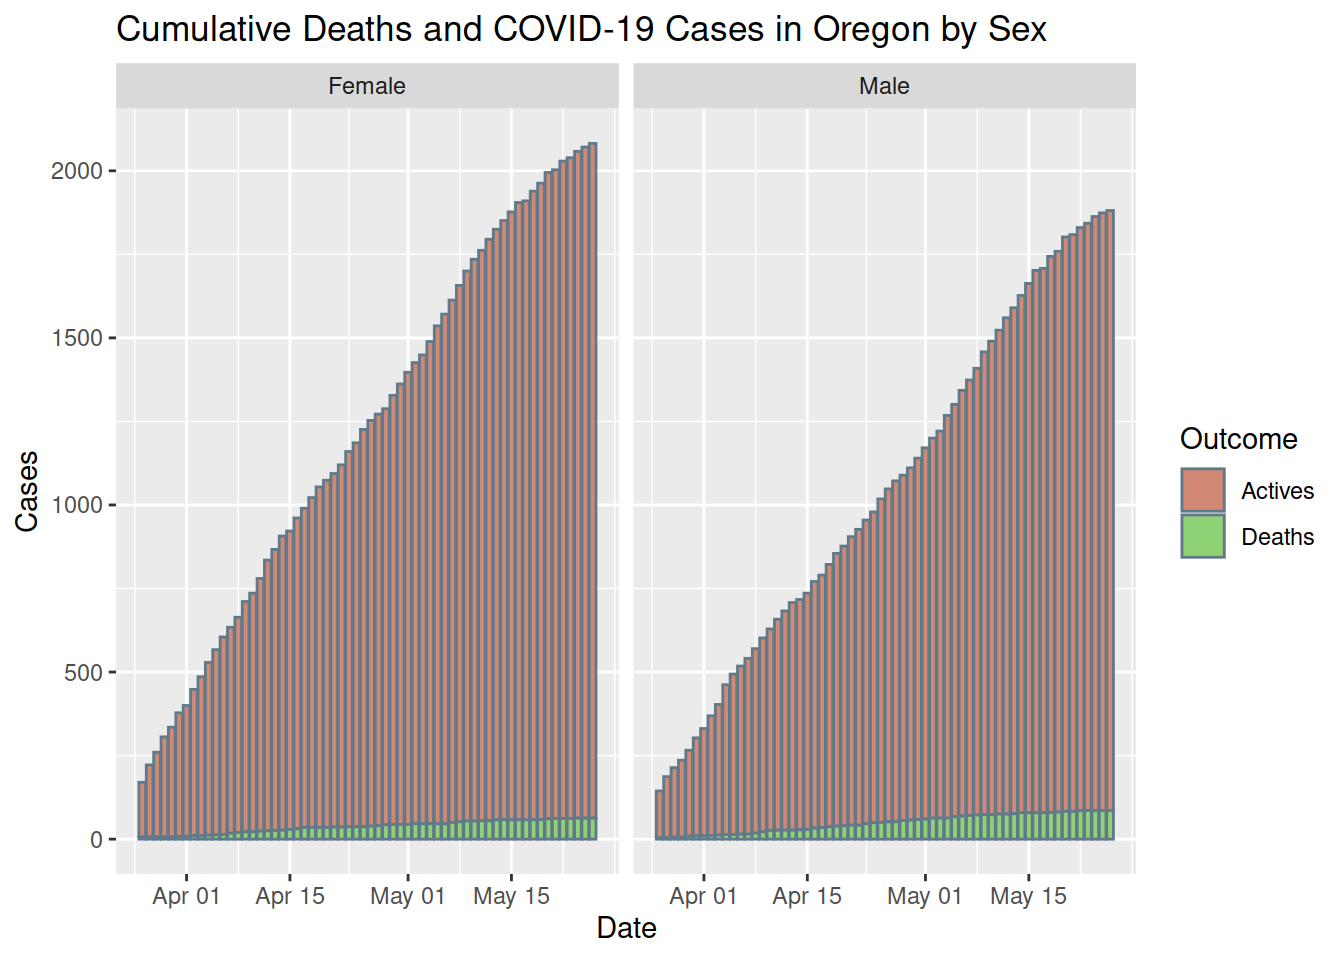 Cumulative Deaths and COVID-19 Cases in Oregon by Sex
Female
Male
2000
1500
1000
500
0
Cases
Apr 01
Apr 15
May 01
May 15
Apr 01
Apr 15
May 01
May 15
Date
Outcome
Actives
Deaths